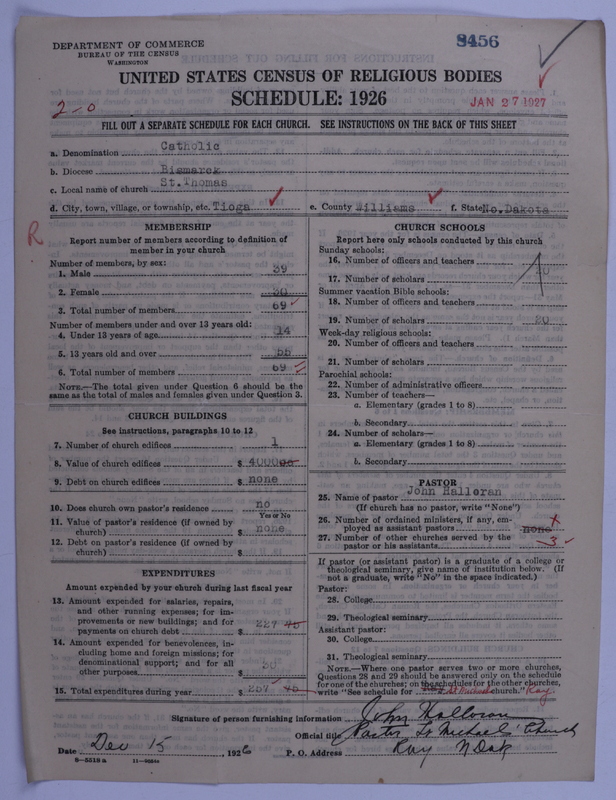 DEPARTMENT OF COMMERCE
BUREAU OF THE CENSUS
WASHINGTON
8456
UNITED STATES CENSUS OF RELIGIOUS BODIES
SCHEDULE: 1926
2-0
JAN 27 1927
FILL OUT A SEPARATE SCHEDULE FOR EACH CHURCH. SEE INSTRUCTIONS ON THE BACK OF THIS SHEET
a. Denomination Catholic
b. Diocese Bismarck
c. Local name of church St.Thomas
d. City, town, village, or township, etc. Tioga e. County Williams f. State No.Dakota
R
MEMBERSHIP
Report number of members according to definition of member in your church
Number of members, by sex:
1. Male 39
2. Female 30
3. Total number of members 69
Number of members under and over 13 years old:
4. Under 13 years of age 14
5. 13 years old and over 55
6. Total number of members 69
NOTE.—The total given under Question 6 should be the same as the total of males and females given under Question 3.
CHURCH BUILDINGS
See instructions, paragraphs 10 to 12
7. Number of church edifices 1
8. Value of church edifices $ 4000
9. Debt on church edifices $ none
10. Does church own pastor's residence no
Yes or No
11. Value of pastor's residence (if owned by church) $ none
12. Debt on pastor's residence (if owned by church) $
EXPENDITURES
Amount expended by your church during last fiscal year
13. Amount expended for salaries, repairs, and other running expenses; for improvements or new buildings; and for payments on church debt $ 227 45
14. Amount expended for benevolences, including home and foreign missions; for denominational support; and for all other purposes $ 30
15. Total expenditures during year $ 257 45
CHURCH SCHOOLS
Report here only schools conducted by this church
Sunday schools:
16. Number of officers and teachers
17. Number of scholars
Summer vacation Bible schools:
18. Number of officers and teachers
19. Number of scholars 20
Week-day religious schools:
20. Number of officers and teachers
21. Number of scholars
Parochial schools:
22. Number of administrative officers
23. Number of teachers—
a. Elementary (grades 1 to 8)
b. Secondary
24. Number of scholars—
a. Elementary (grades 1 to 8)
b. Secondary
PASTOR
25. Name of pastor John Halloran
(If church has no pastor, write "None")
26. Number of ordained ministers, if any, employed as assistant pastors none
27. Number of other churches served by the pastor or his assistants 3
If pastor (or assistant pastor) is a graduate of a college or theological seminary, give name of institution below. (If not a graduate, write "No" in the space indicated.)
Pastor:
28. College
29. Theological seminary
Assistant pastor:
30. College
31. Theological seminary
NOTE.—Where one pastor serves two or more churches, Questions 28 and 29 should be answered only on the schedule for one of the churches; on the schedules for the other churches, write "See schedule for St Michaels church." Ray
Signature of person furnishing information John Halloran
Official title Pastor St Michael's Church
Date Dec 15, 1926 P. O. Address Ray N Dak
8—5518 a